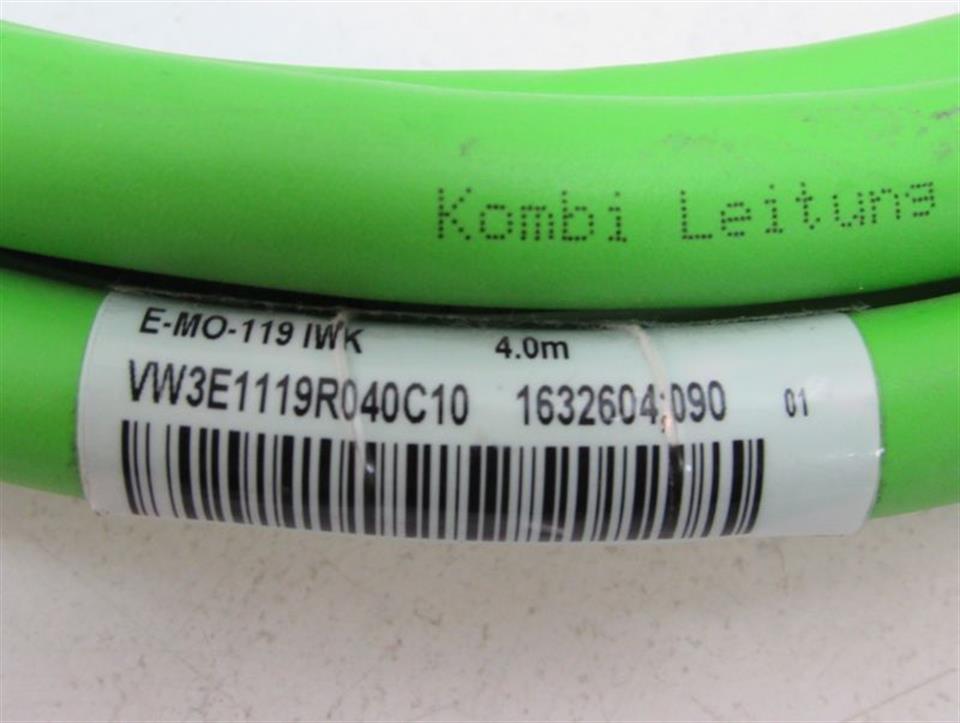 Kombi Leitung
E-MO-119 IWK 4.0m
VW3E1119R040C10 1632604;090 01